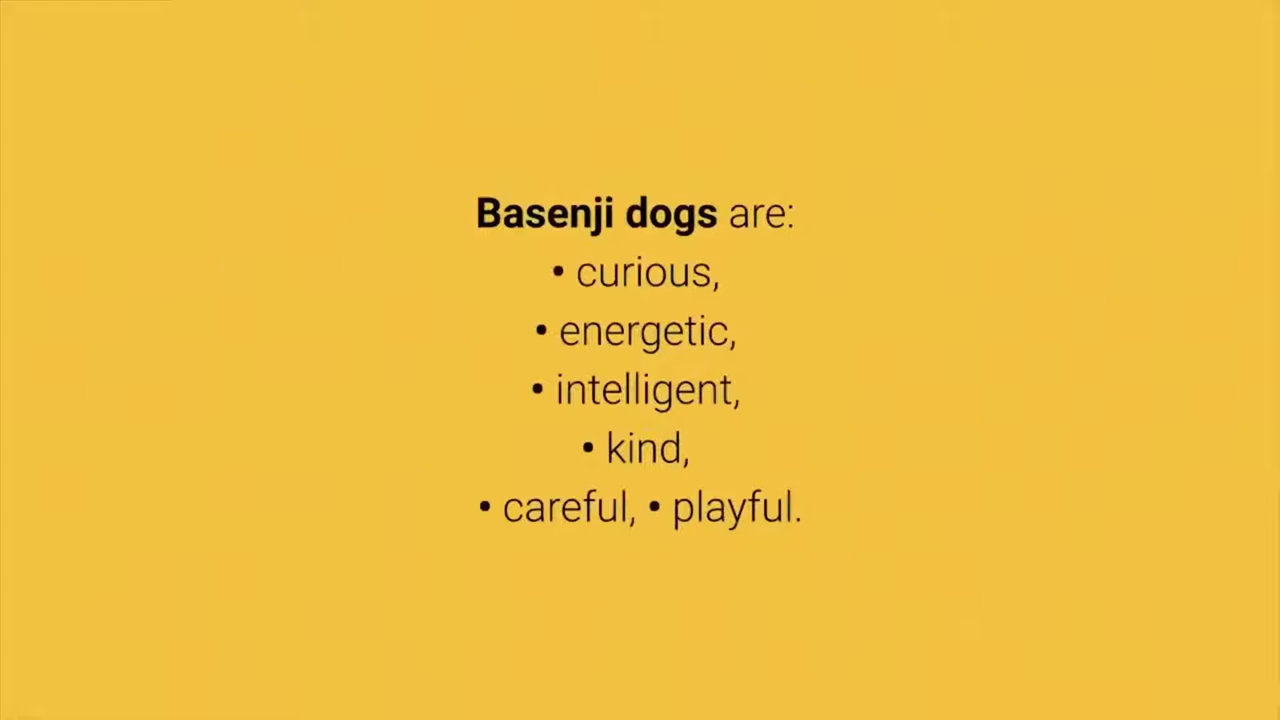 Basenji dogs are:
• curious,
• energetic,
• intelligent,
• kind,
• careful, • playful.